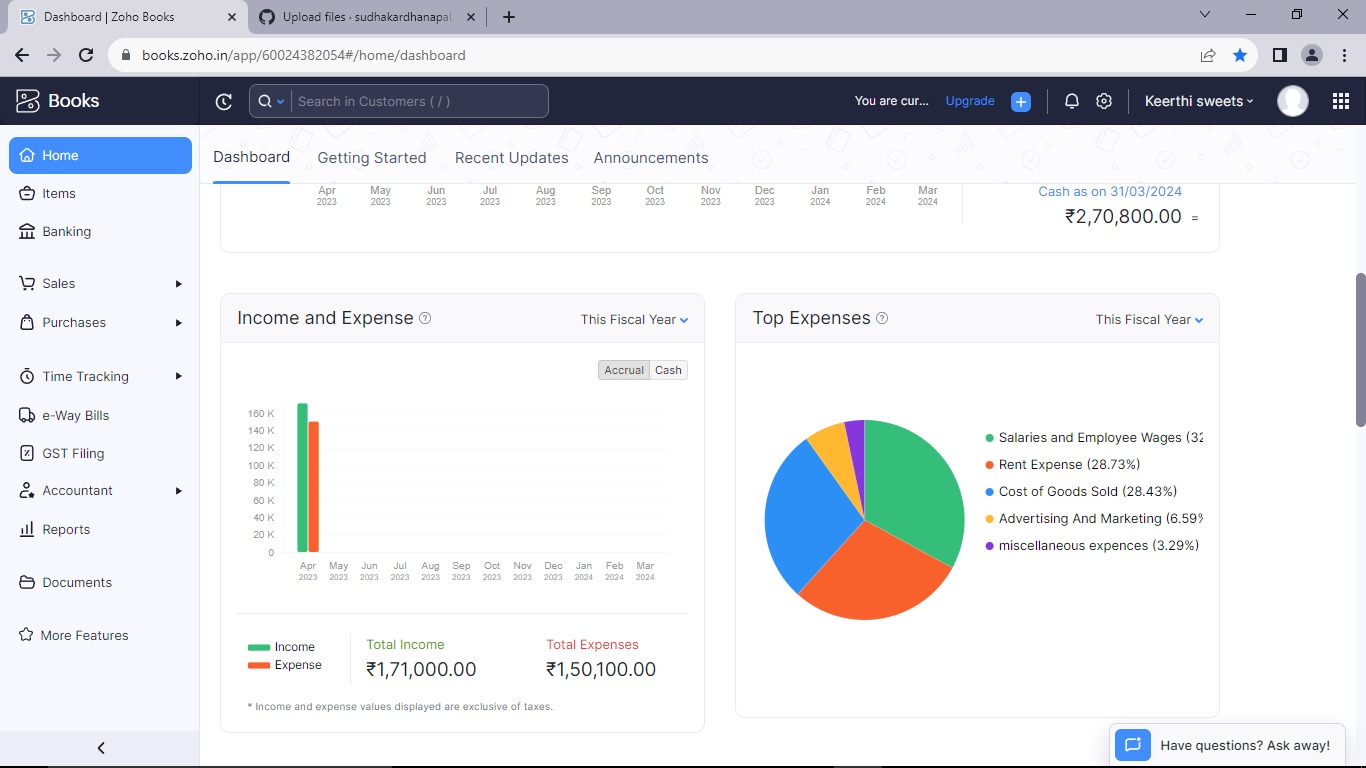 Dashboard | Zoho Books
Upload files · sudhakardhanapal
books.zoho.in/app/60024382054#/home/dashboard
Books
Search in Customers ( / )
You are cur... Upgrade
Keerthi sweets
Home
Items
Banking
Sales
Purchases
Time Tracking
e-Way Bills
GST Filing
Accountant
Reports
Documents
More Features
Dashboard Getting Started Recent Updates Announcements
Apr May Jun Jul Aug Sep Oct Nov Dec Jan Feb Mar
2023 2023 2023 2023 2023 2023 2023 2023 2023 2024 2024 2024
Cash as on 31/03/2024
₹2,70,800.00 =
Income and Expense
This Fiscal Year
Accrual Cash
160 K
140 K
120 K
100 K
80 K
60 K
40 K
20 K
0
Apr May Jun Jul Aug Sep Oct Nov Dec Jan Feb Mar
2023 2023 2023 2023 2023 2023 2023 2023 2023 2024 2024 2024
Income
Expense
Total Income
₹1,71,000.00
Total Expenses
₹1,50,100.00
* Income and expense values displayed are exclusive of taxes.
Top Expenses
This Fiscal Year
Salaries and Employee Wages (32
Rent Expense (28.73%)
Cost of Goods Sold (28.43%)
Advertising And Marketing (6.59%
miscellaneous expences (3.29%)
Have questions? Ask away!